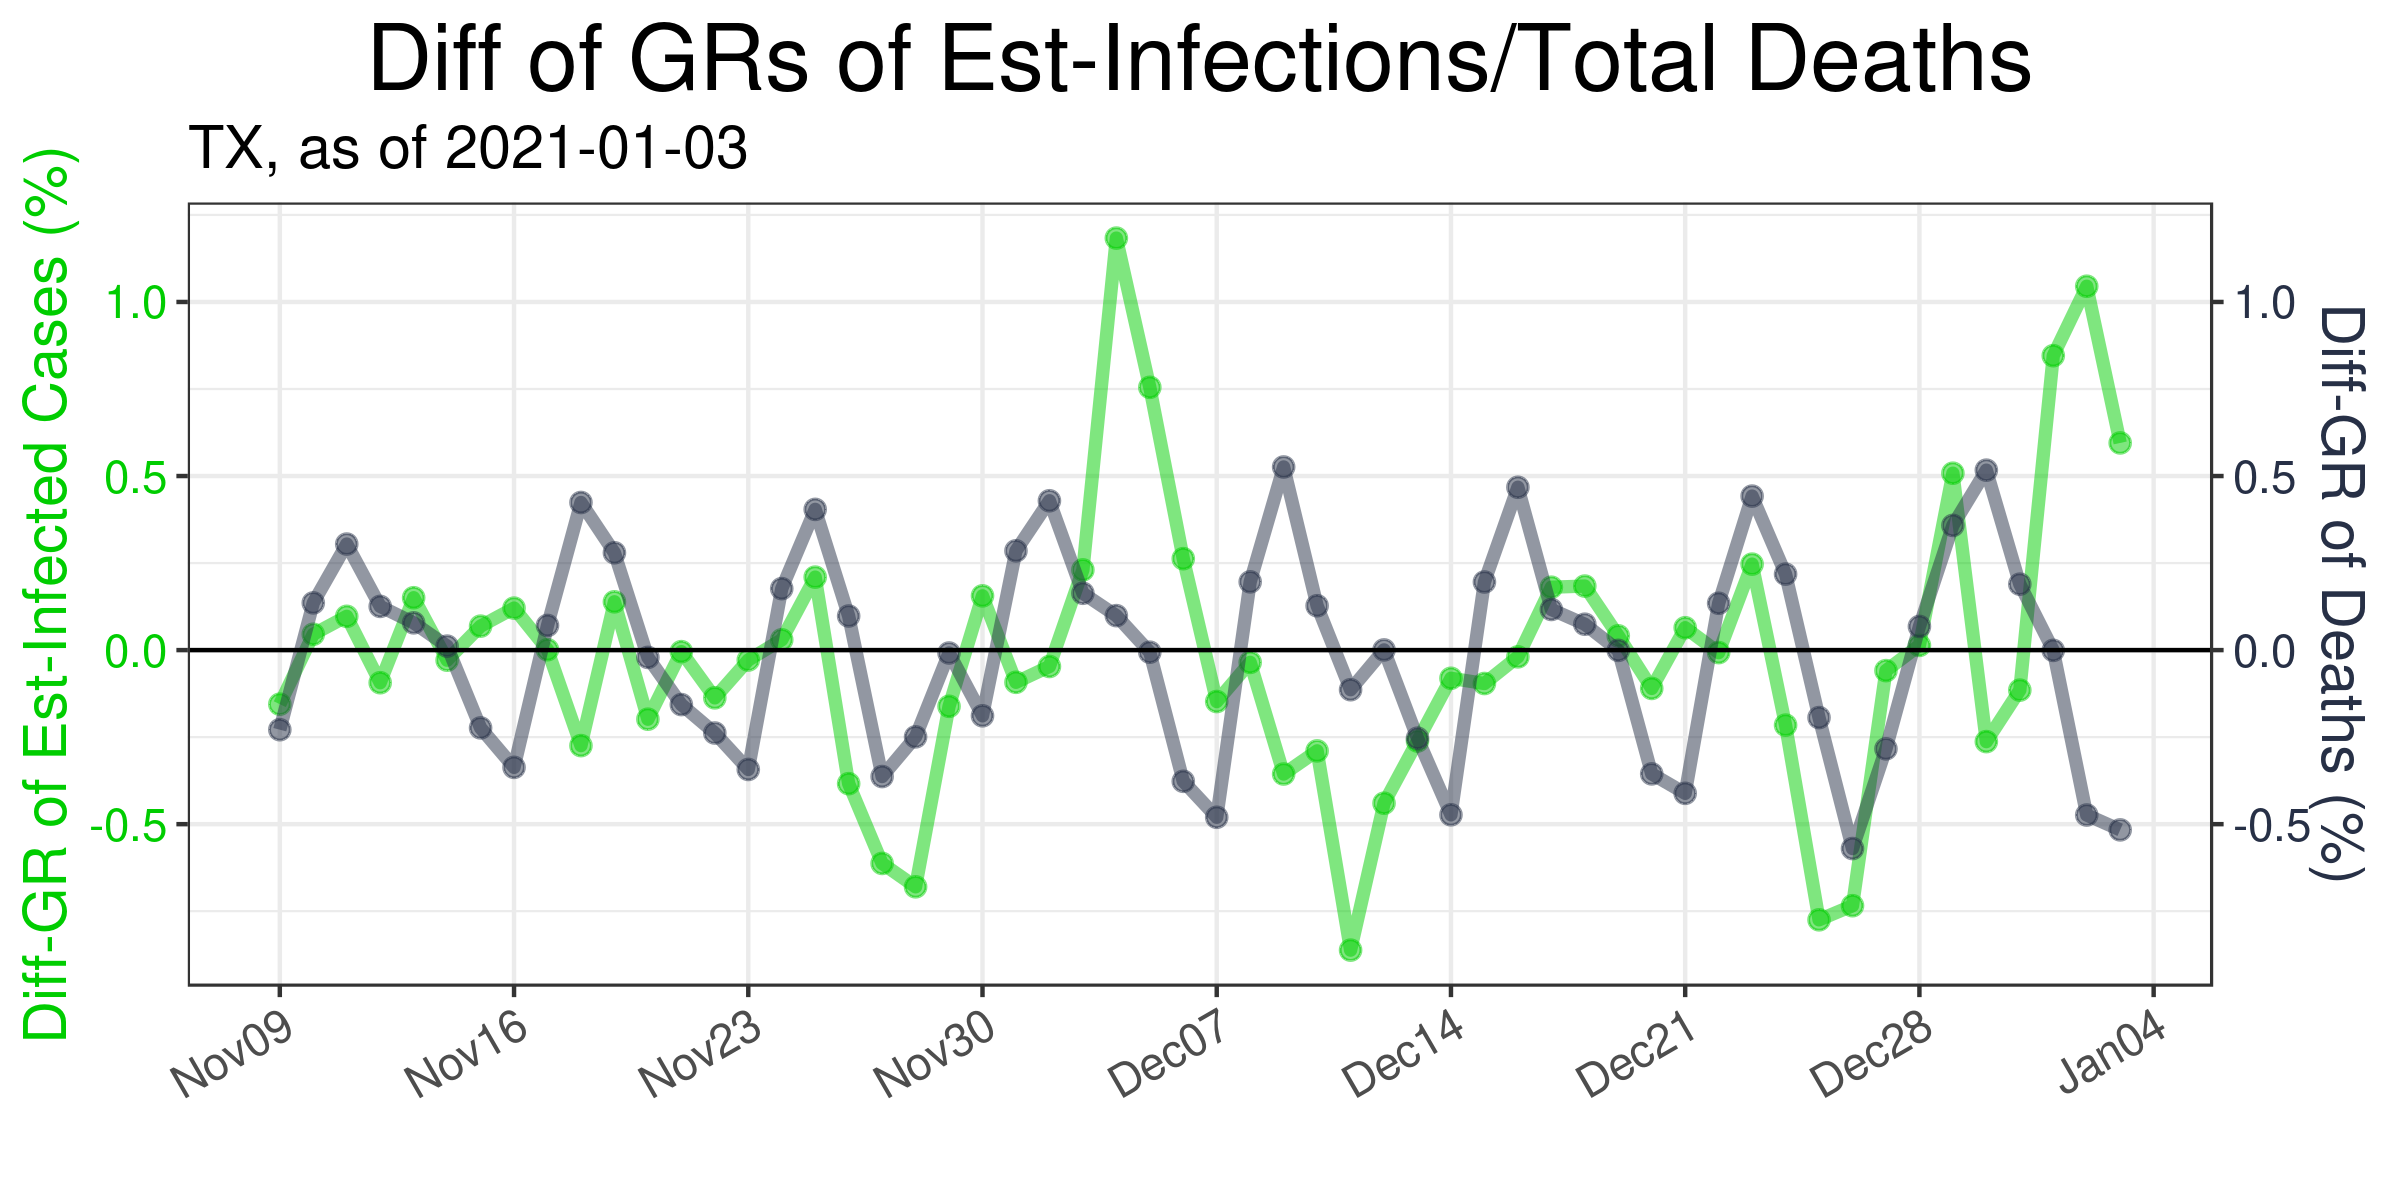 Diff of GRs of Est-Infections/Total Deaths
TX, as of 2021-01-03
Diff-GR of Est-Infected Cases (%)
1.0
0.5
0.0
-0.5
1.0
0.5
0.0
-0.5
Diff-GR of Deaths (%)
Nov09
Nov16
Nov23
Nov30
Dec07
Dec14
Dec21
Dec28
Jan04